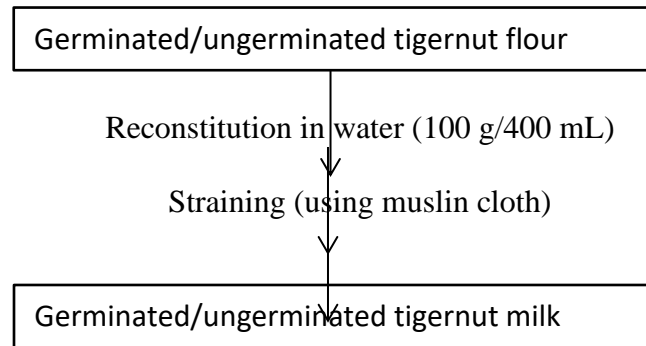 Germinated/ungerminated tigernut flour
Reconstitution in water (100 g/400 mL)
Straining (using muslin cloth)
Germinated/ungerminated tigernut milk